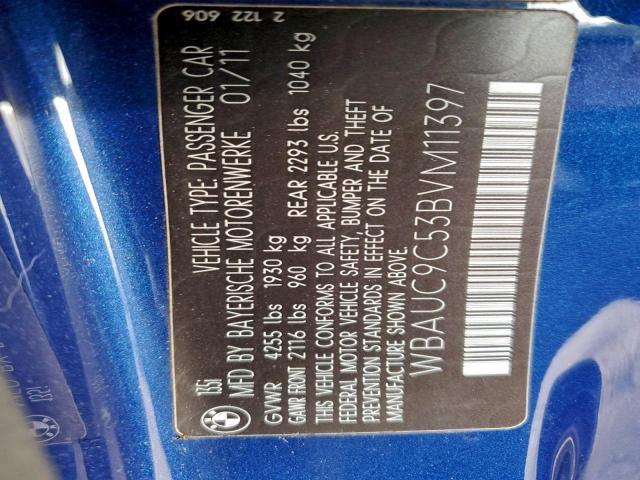 135i VEHICLE TYPE: PASSENGER CAR
MFD BY BAYERISCHE MOTORENWERKE 01/11
GVWR 4255 lbs 1930 kg
GAWR FRONT 2116 lbs 960 kg REAR 2293 lbs 1040 kg
THIS VEHICLE CONFORMS TO ALL APPLICABLE U.S.
FEDERAL MOTOR VEHICLE SAFETY, BUMPER AND THEFT
PREVENTION STANDARDS IN EFFECT ON THE DATE OF
MANUFACTURE SHOWN ABOVE.
WBAUC9C53BVM11397
2 122 606